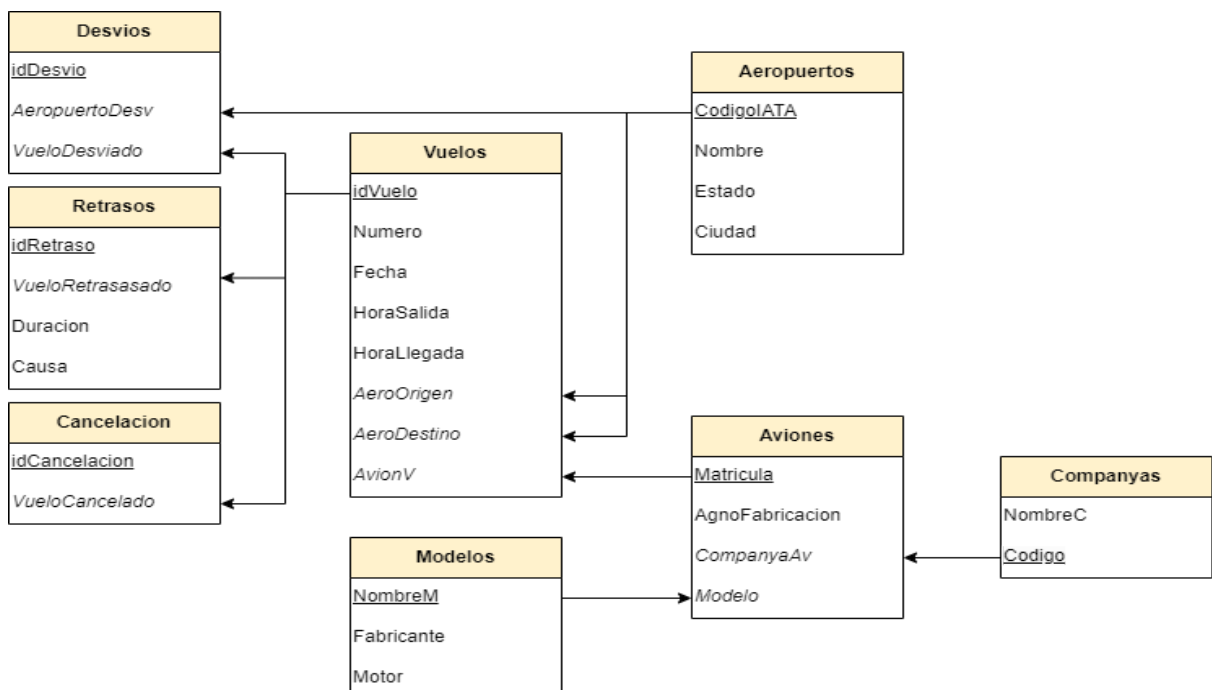 Desvios
idDesvio
AeropuertoDesv
VueloDesviado
Retrasos
idRetraso
VueloRetrasasado
Duracion
Causa
Cancelacion
idCancelacion
VueloCancelado
Vuelos
idVuelo
Numero
Fecha
HoraSalida
HoraLlegada
AeroOrigen
AeroDestino
AvionV
Modelos
NombreM
Fabricante
Motor
Aeropuertos
CodigoIATA
Nombre
Estado
Ciudad
Aviones
Matricula
AgnoFabricacion
CompanyaAv
Modelo
Companyas
NombreC
Codigo